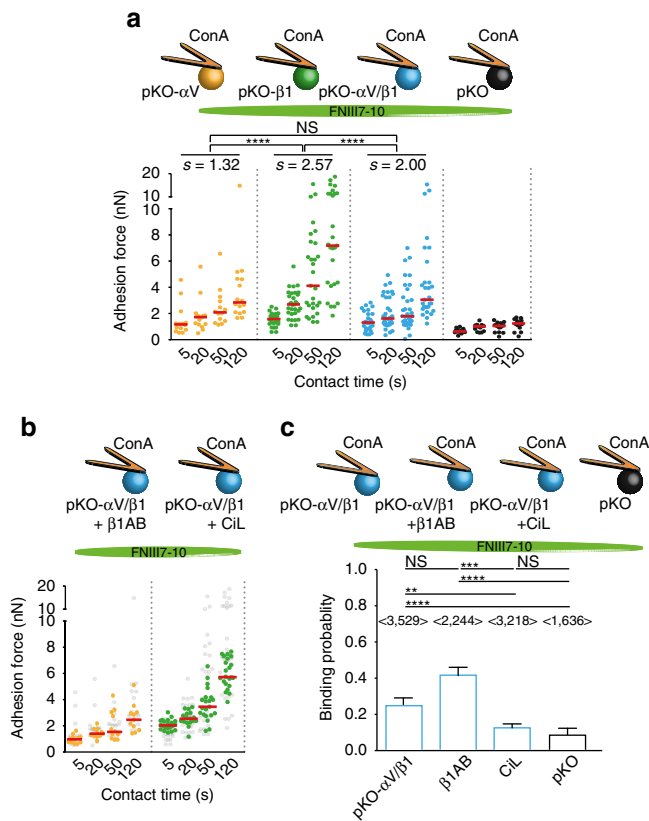 a
ConA ConA ConA ConA
pKO-αV pKO-β1 pKO-αV/β1 pKO
FNIII7-10
NS
**** ****
s = 1.32 s = 2.57 s = 2.00
Adhesion force (nN)
20
10
8
6
4
2
0
5 20 50 120 5 20 50 120 5 20 50 120 5 20 50 120
Contact time (s)
b
ConA ConA
pKO-αV/β1 pKO-αV/β1
+ β1AB + CiL
FNIII7-10
Adhesion force (nN)
20
10
8
6
4
2
0
5 20 50 120 5 20 50 120
Contact time (s)
c
ConA ConA ConA ConA
pKO-αV/β1 pKO-αV/β1 pKO-αV/β1 pKO
+β1AB +CiL
FNIII7-10
NS *** NS
****
**
****
<3,529> <2,244> <3,218> <1,636>
Binding probablity
1.0
0.8
0.6
0.4
0.2
0.0
pKO-αV/β1 β1AB CiL pKO